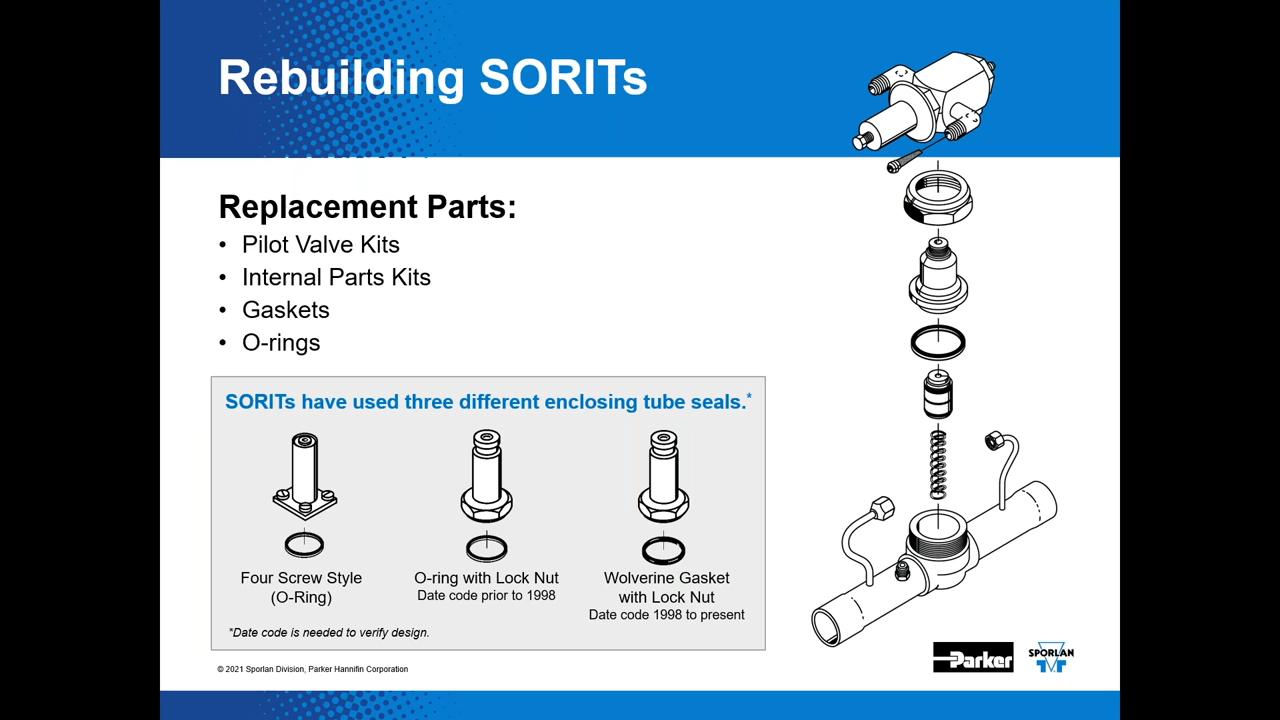 Rebuilding SORITs
Replacement Parts:
• Pilot Valve Kits
• Internal Parts Kits
• Gaskets
• O-rings
SORITs have used three different enclosing tube seals.*
Four Screw Style
(O-Ring)
O-ring with Lock Nut
Date code prior to 1998
Wolverine Gasket
with Lock Nut
Date code 1998 to present
*Date code is needed to verify design.
© 2021 Sporlan Division, Parker Hannifin Corporation
Parker
SPORLAN